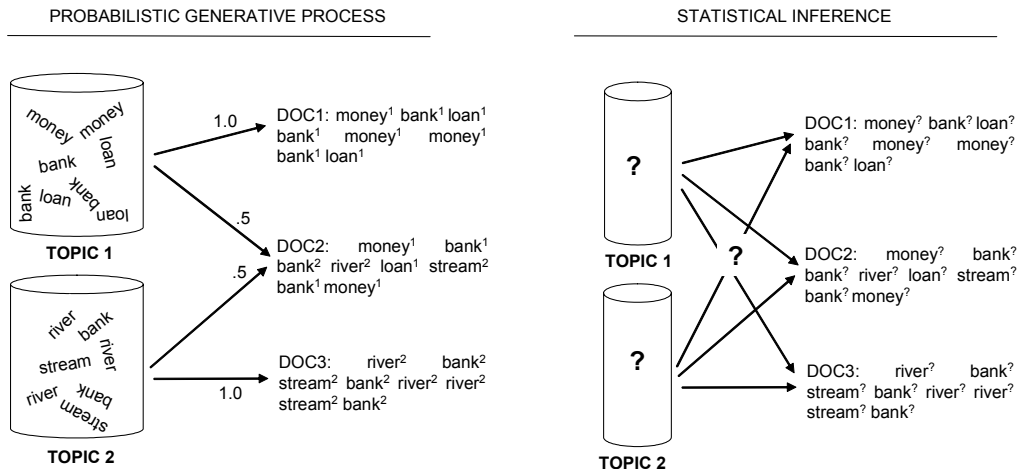 PROBABILISTIC GENERATIVE PROCESS
money
money
loan
bank
bank
bank
loan
loan
TOPIC 1
river
bank
river
stream
river
bank
stream
TOPIC 2
1.0
.5
.5
1.0
DOC1: money¹ bank¹ loan¹
bank¹ money¹ money¹
bank¹ loan¹
DOC2: money¹ bank¹
bank² river² loan¹ stream²
bank¹ money¹
DOC3: river² bank²
stream² bank² river² river²
stream² bank²
STATISTICAL INFERENCE
?
TOPIC 1
?
?
TOPIC 2
DOC1: money? bank? loan?
bank? money? money?
bank? loan?
DOC2: money? bank?
bank? river? loan? stream?
bank? money?
DOC3: river? bank?
stream? bank? river? river?
stream? bank?